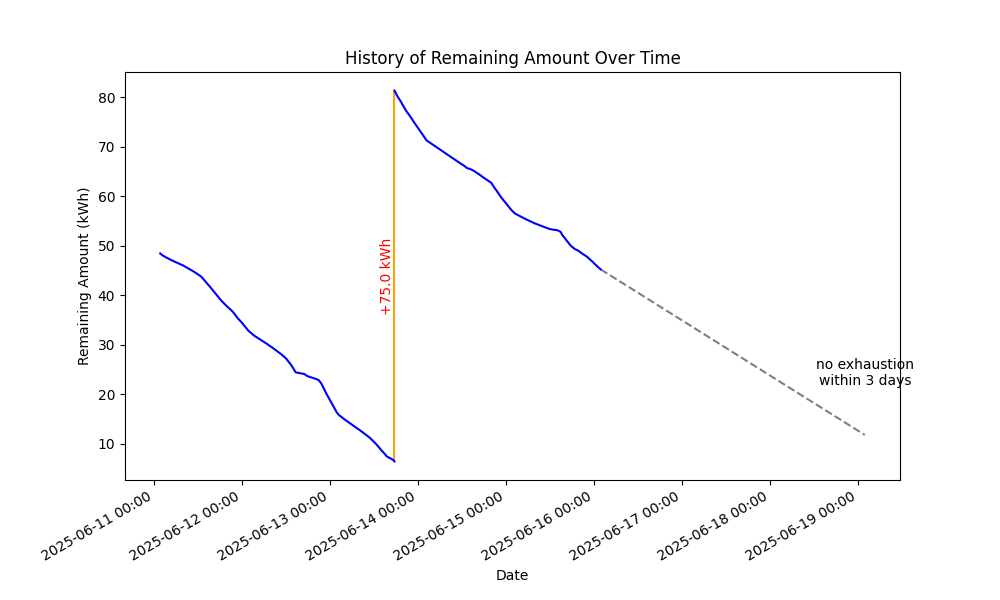 History of Remaining Amount Over Time
Remaining Amount (kWh)
80
70
60
50
40
30
20
10
+75.0 kWh
no exhaustion
within 3 days
2025-06-11 00:00
2025-06-12 00:00
2025-06-13 00:00
2025-06-14 00:00
2025-06-15 00:00
2025-06-16 00:00
2025-06-17 00:00
2025-06-18 00:00
2025-06-19 00:00
Date